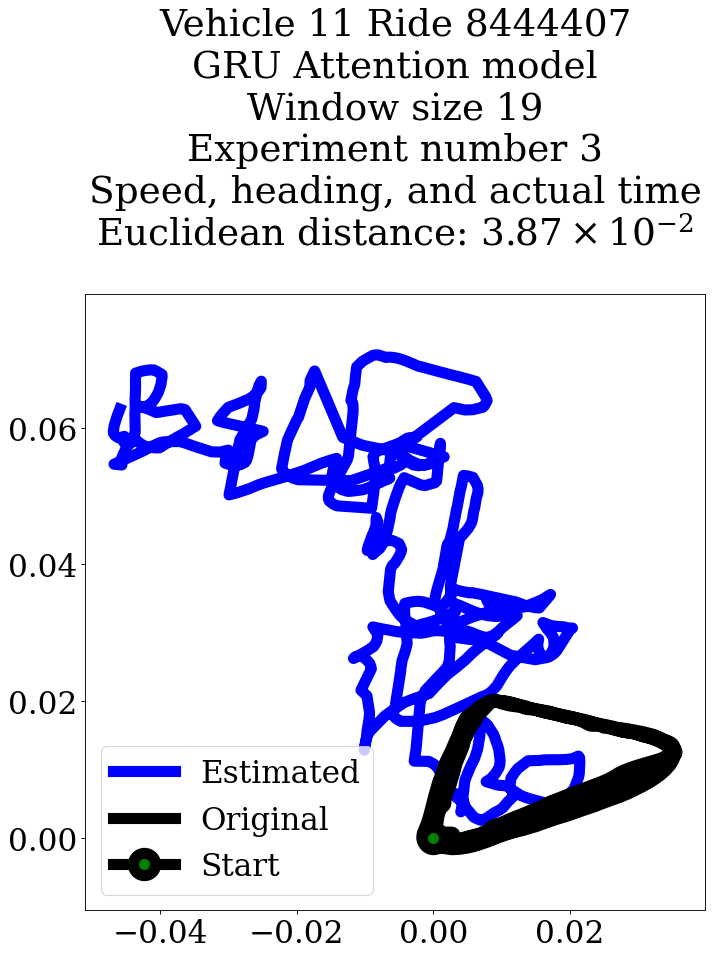 Vehicle 11 Ride 8444407
GRU Attention model
Window size 19
Experiment number 3
Speed, heading, and actual time
Euclidean distance: 3.87 × 10⁻²
0.06
0.04
0.02
0.00
Estimated
Original
Start
−0.04 −0.02 0.00 0.02